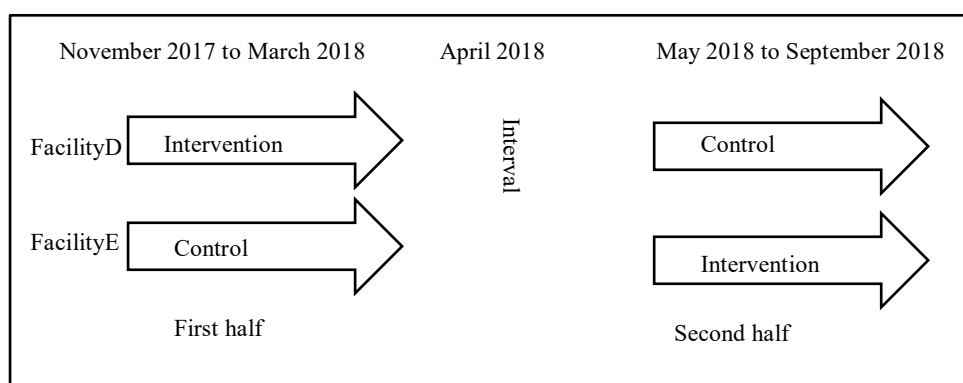 November 2017 to March 2018
April 2018
May 2018 to September 2018
FacilityD
Intervention
Interval
Control
FacilityE
Control
Intervention
First half
Second half